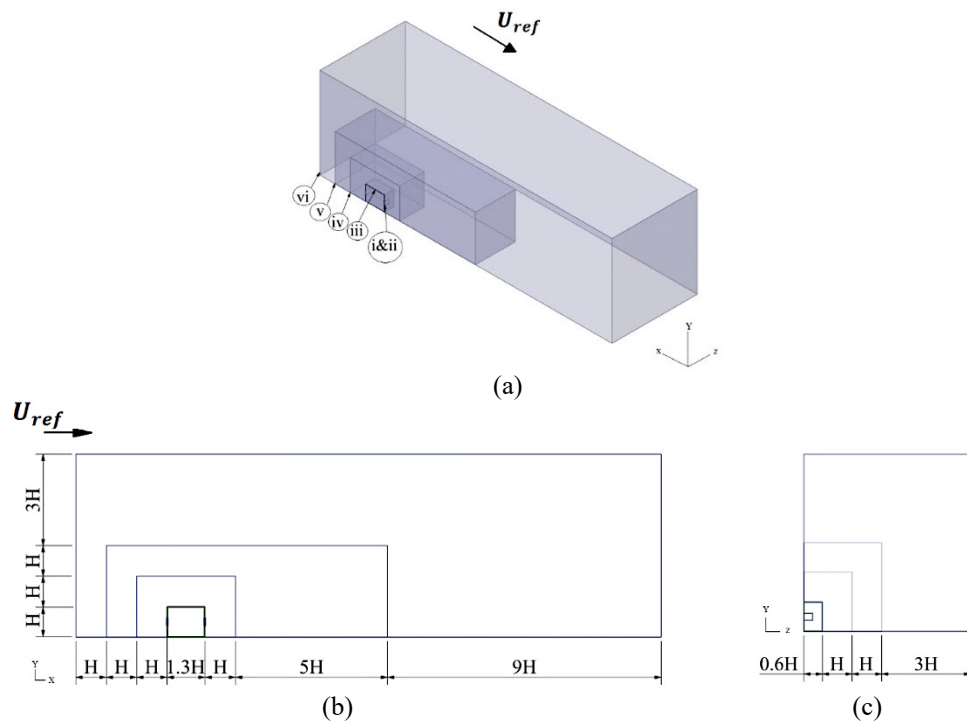 U_ref
vi
v
iv
iii
i&ii
Y
x
z
(a)
U_ref
3H
H
H
H
Y
X
H
H
H
1.3H
H
5H
9H
(b)
Y
z
0.6H
H
H
3H
(c)